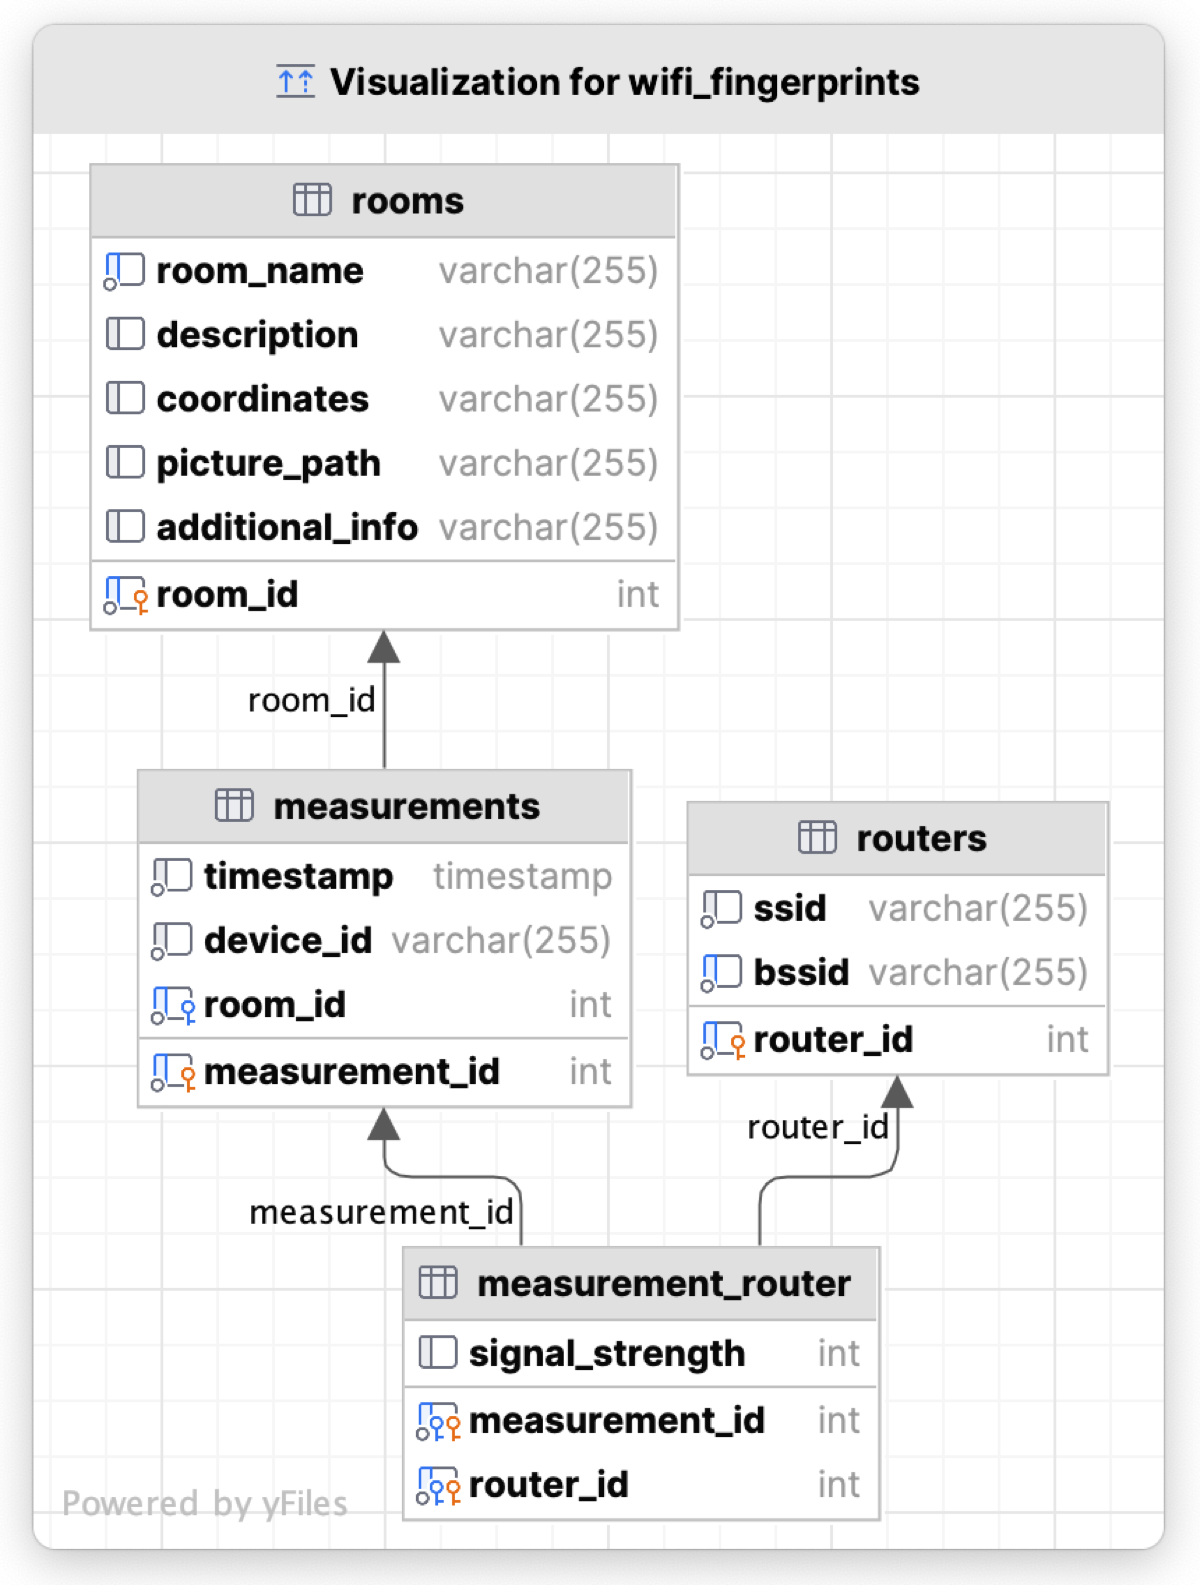 Visualization for wifi_fingerprints
rooms
room_name varchar(255)
description varchar(255)
coordinates varchar(255)
picture_path varchar(255)
additional_info varchar(255)
room_id int
room_id
measurements
timestamp timestamp
device_id varchar(255)
room_id int
measurement_id int
routers
ssid varchar(255)
bssid varchar(255)
router_id int
router_id
measurement_id
measurement_router
signal_strength int
measurement_id int
router_id int
Powered by yFiles